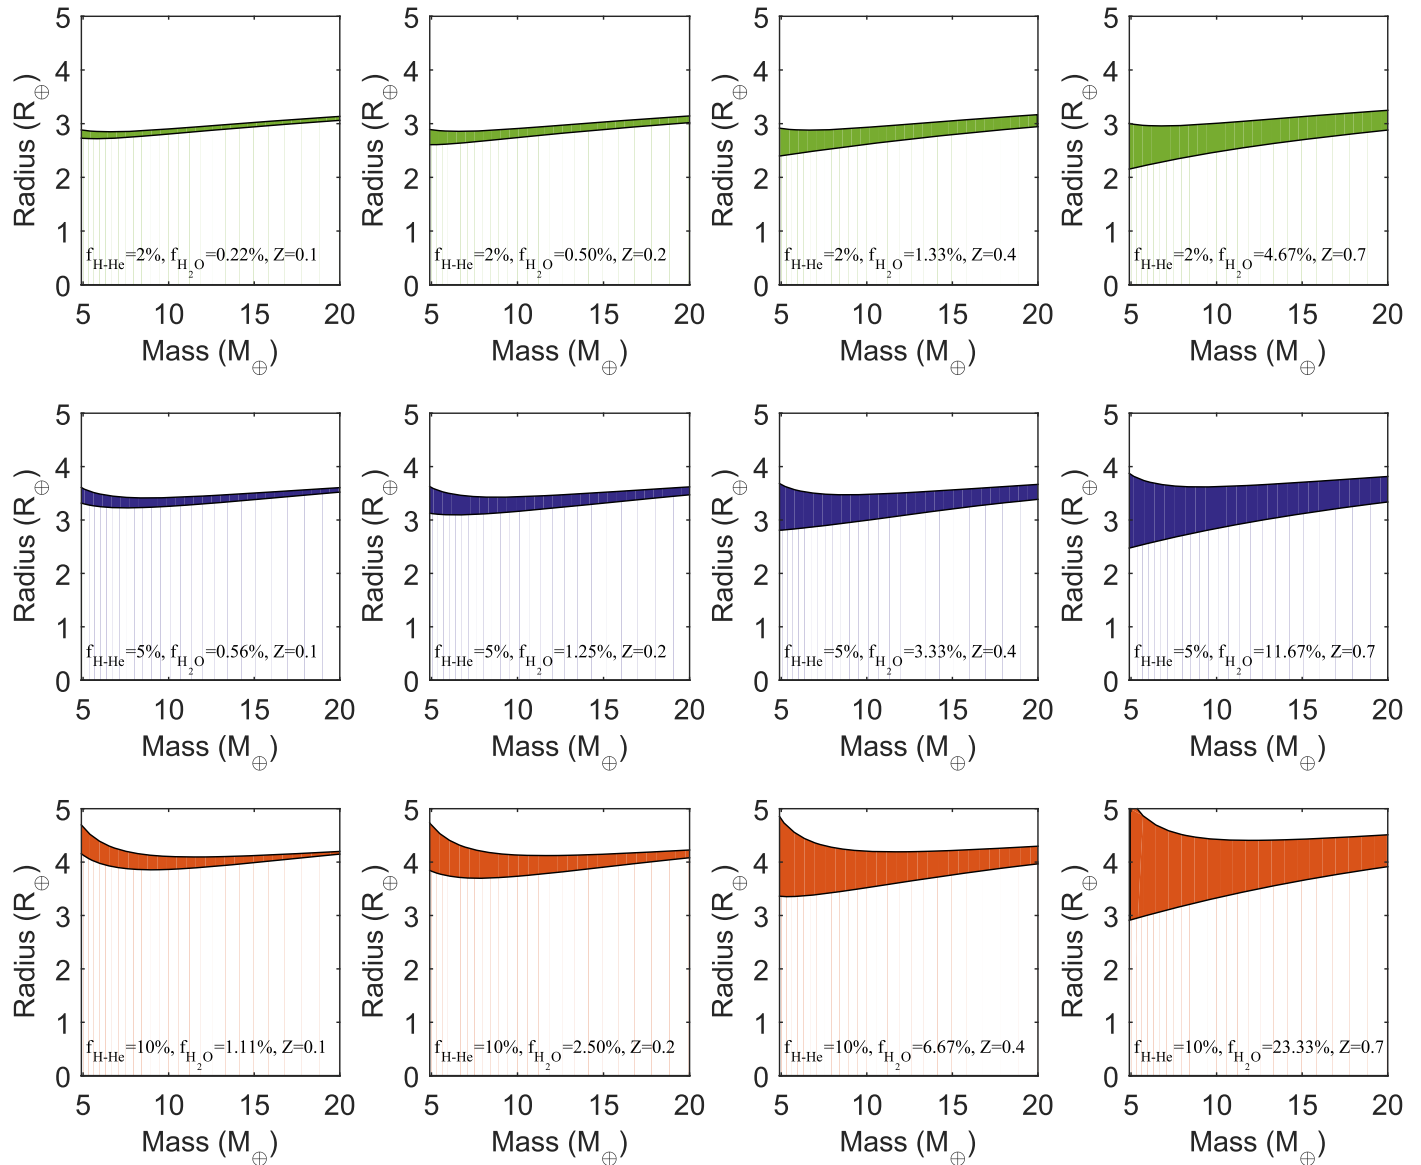 5
4
3
2
1
0
Radius (R⊕)
f_H-He=2%, f_H₂O=0.22%, Z=0.1
5 10 15 20
Mass (M⊕)
5
4
3
2
1
0
Radius (R⊕)
f_H-He=2%, f_H₂O=0.50%, Z=0.2
5 10 15 20
Mass (M⊕)
5
4
3
2
1
0
Radius (R⊕)
f_H-He=2%, f_H₂O=1.33%, Z=0.4
5 10 15 20
Mass (M⊕)
5
4
3
2
1
0
Radius (R⊕)
f_H-He=2%, f_H₂O=4.67%, Z=0.7
5 10 15 20
Mass (M⊕)
5
4
3
2
1
0
Radius (R⊕)
f_H-He=5%, f_H₂O=0.56%, Z=0.1
5 10 15 20
Mass (M⊕)
5
4
3
2
1
0
Radius (R⊕)
f_H-He=5%, f_H₂O=1.25%, Z=0.2
5 10 15 20
Mass (M⊕)
5
4
3
2
1
0
Radius (R⊕)
f_H-He=5%, f_H₂O=3.33%, Z=0.4
5 10 15 20
Mass (M⊕)
5
4
3
2
1
0
Radius (R⊕)
f_H-He=5%, f_H₂O=11.67%, Z=0.7
5 10 15 20
Mass (M⊕)
5
4
3
2
1
0
Radius (R⊕)
f_H-He=10%, f_H₂O=1.11%, Z=0.1
5 10 15 20
Mass (M⊕)
5
4
3
2
1
0
Radius (R⊕)
f_H-He=10%, f_H₂O=2.50%, Z=0.2
5 10 15 20
Mass (M⊕)
5
4
3
2
1
0
Radius (R⊕)
f_H-He=10%, f_H₂O=6.67%, Z=0.4
5 10 15 20
Mass (M⊕)
5
4
3
2
1
0
Radius (R⊕)
f_H-He=10%, f_H₂O=23.33%, Z=0.7
5 10 15 20
Mass (M⊕)